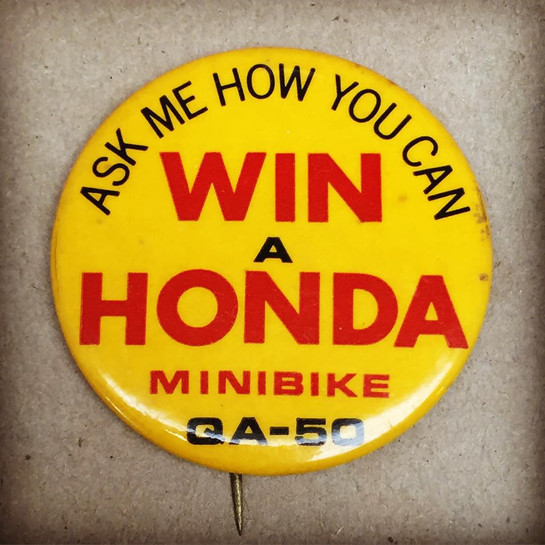 ASK ME HOW YOU CAN
WIN
A
HONDA
MINIBIKE
QA-50